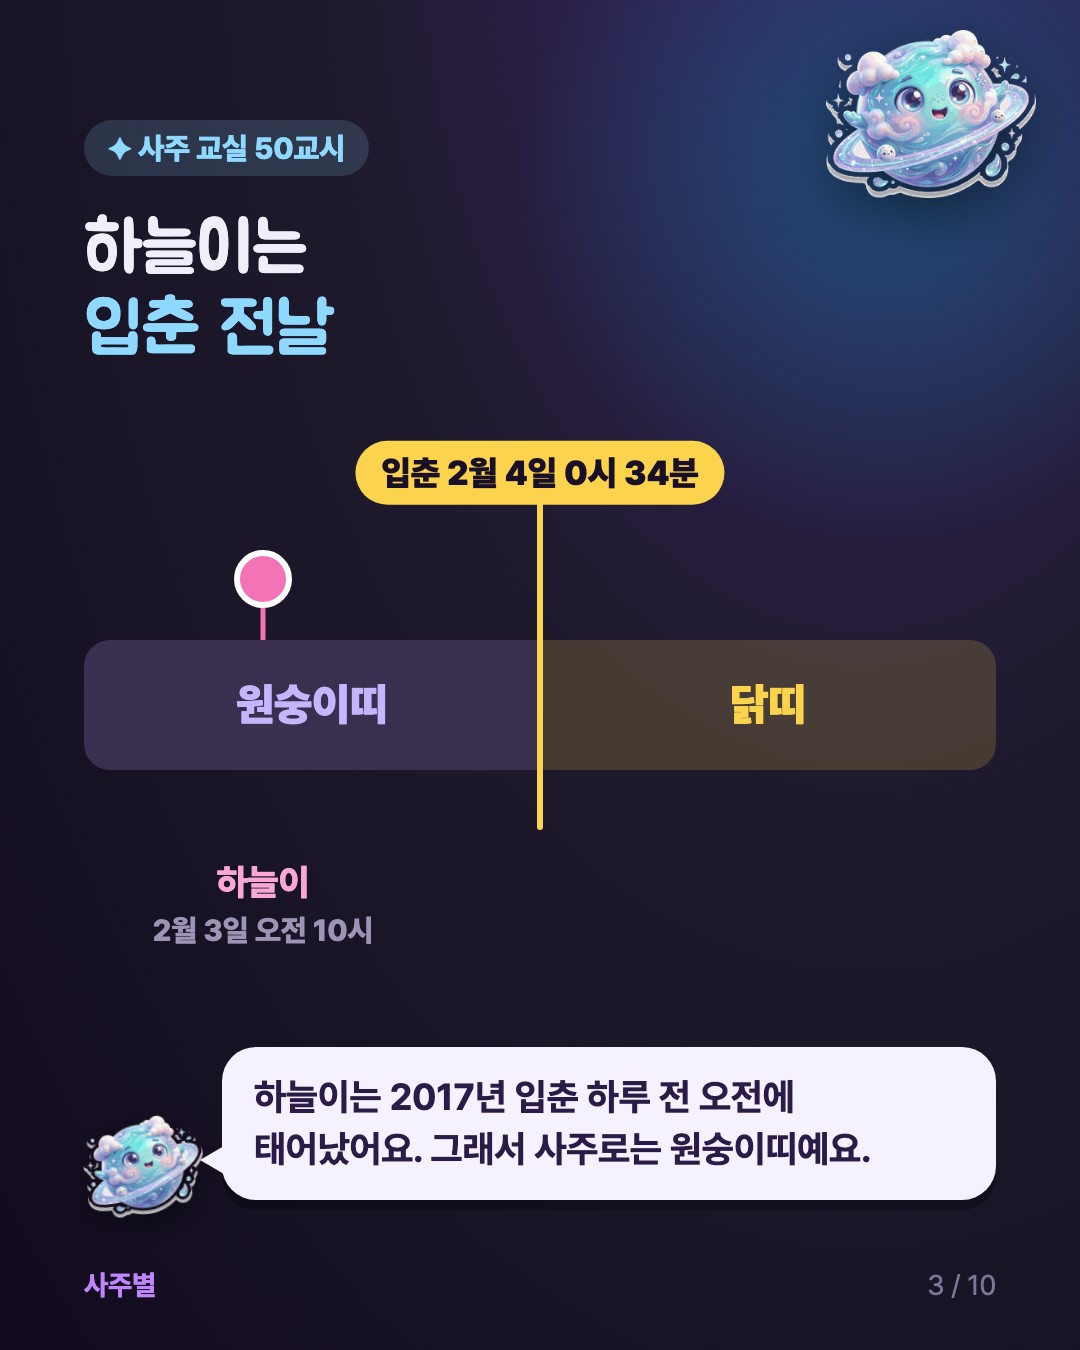 ✦ 사주 교실 50교시
하늘이는
입춘 전날
입춘 2월 4일 0시 34분
원숭이띠
닭띠
하늘이
2월 3일 오전 10시
하늘이는 2017년 입춘 하루 전 오전에
태어났어요. 그래서 사주로는 원숭이띠예요.
사주별
3 / 10